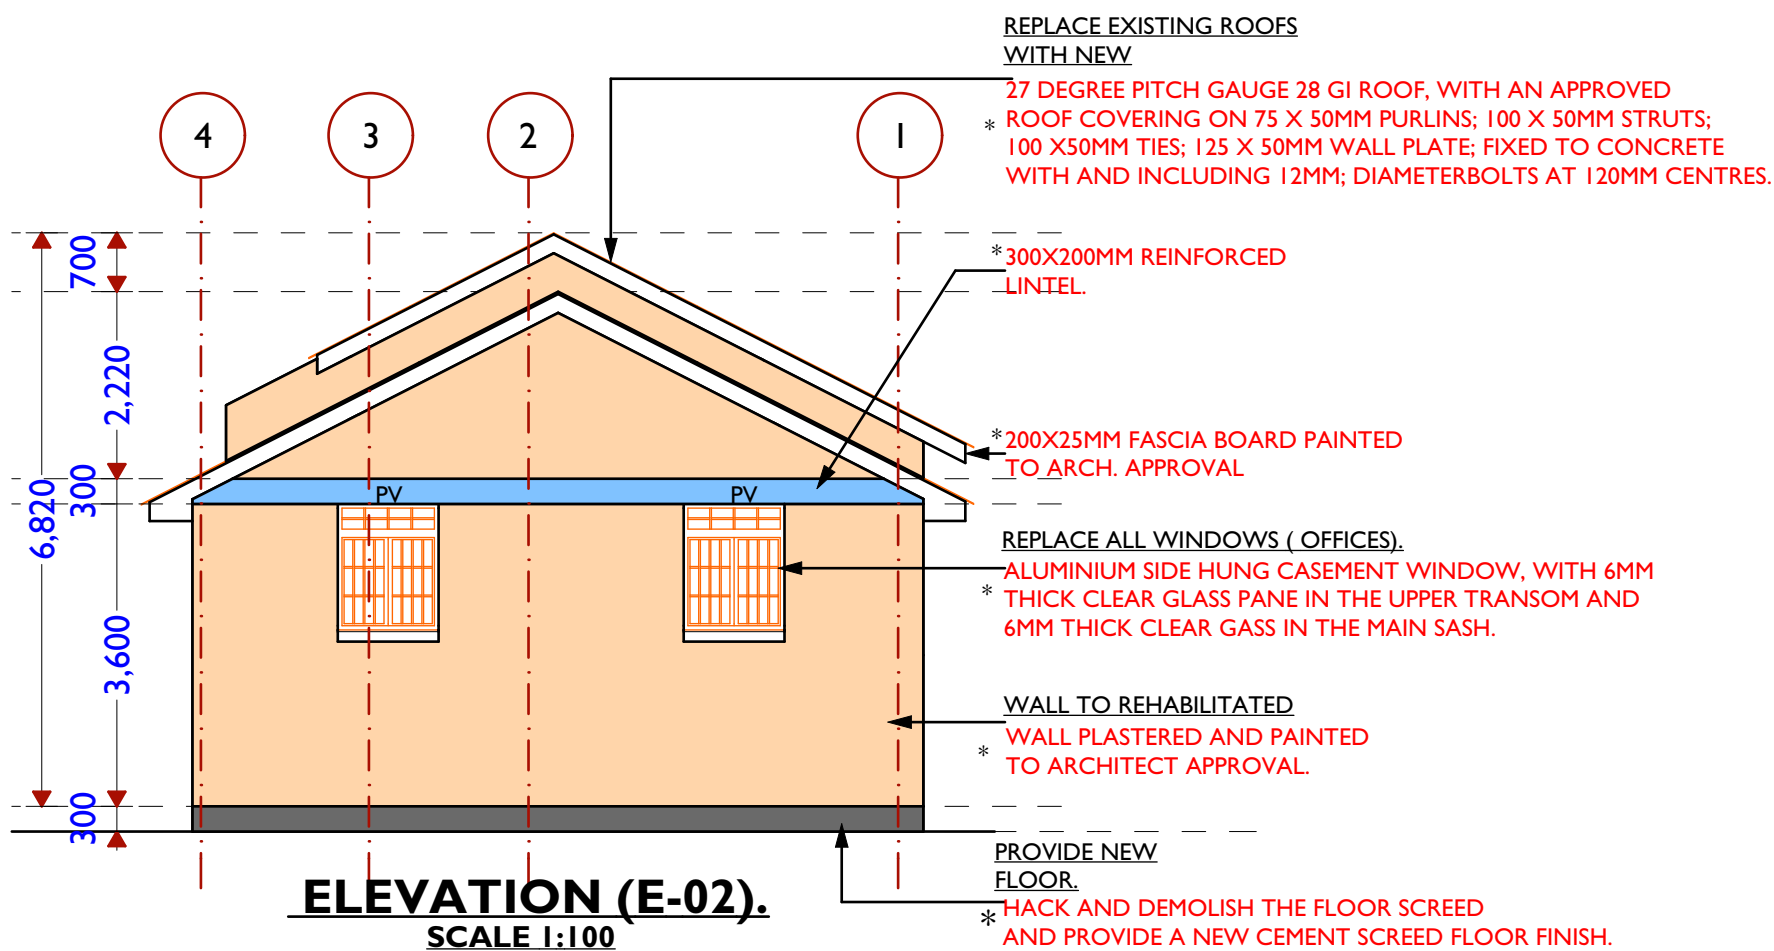 REPLACE EXISTING ROOFS
WITH NEW
27 DEGREE PITCH GAUGE 28 GI ROOF, WITH AN APPROVED
* ROOF COVERING ON 75 X 50MM PURLINS; 100 X 50MM STRUTS;
100 X50MM TIES; 125 X 50MM WALL PLATE; FIXED TO CONCRETE
WITH AND INCLUDING 12MM; DIAMETERBOLTS AT 120MM CENTRES.
4 3 2 1
* 300X200MM REINFORCED
LINTEL.
* 200X25MM FASCIA BOARD PAINTED
TO ARCH. APPROVAL
700
2,220
300
6,820
3,600
300
PV PV
REPLACE ALL WINDOWS ( OFFICES).
ALUMINIUM SIDE HUNG CASEMENT WINDOW, WITH 6MM
* THICK CLEAR GLASS PANE IN THE UPPER TRANSOM AND
6MM THICK CLEAR GASS IN THE MAIN SASH.
WALL TO REHABILITATED
WALL PLASTERED AND PAINTED
* TO ARCHITECT APPROVAL.
PROVIDE NEW
FLOOR.
* HACK AND DEMOLISH THE FLOOR SCREED
AND PROVIDE A NEW CEMENT SCREED FLOOR FINISH.
ELEVATION (E-02).
SCALE 1:100